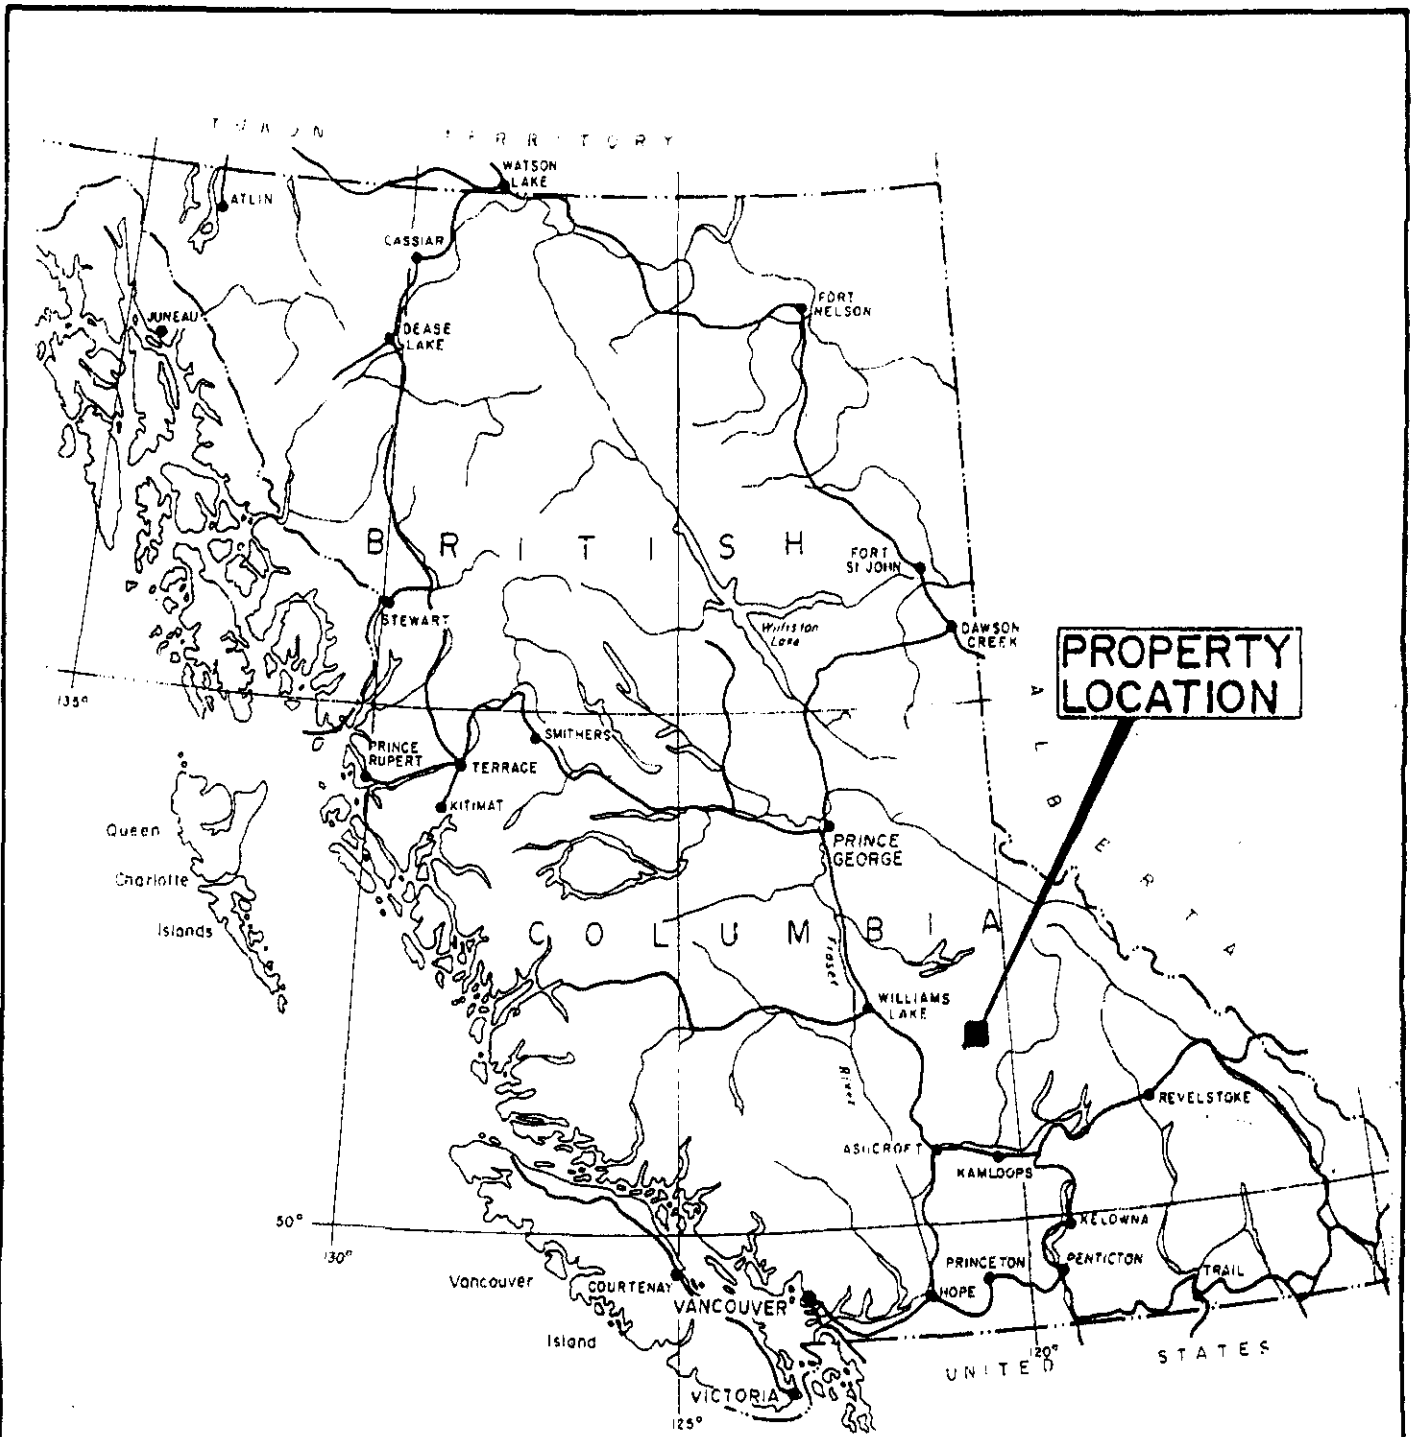 YUKON TERRITORY
WATSON
LAKE
ATLIN
CASSIAR
JUNEAU
DEASE
LAKE
FORT
NELSON
BRITISH
FORT
ST JOHN
STEWART
Williston
Lake
DAWSON
CREEK
PROPERTY
LOCATION
135°
ALBERTA
SMITHERS
PRINCE
RUPERT
TERRACE
KITIMAT
Queen
Charlotte
Islands
PRINCE
GEORGE
COLUMBIA
Fraser
River
WILLIAMS
LAKE
REVELSTOKE
ASHCROFT
KAMLOOPS
50°
130°
KELOWNA
PRINCETON
PENTICTON
TRAIL
Vancouver
Island
COURTENAY
VANCOUVER
HOPE
120°
UNITED STATES
VICTORIA
125°